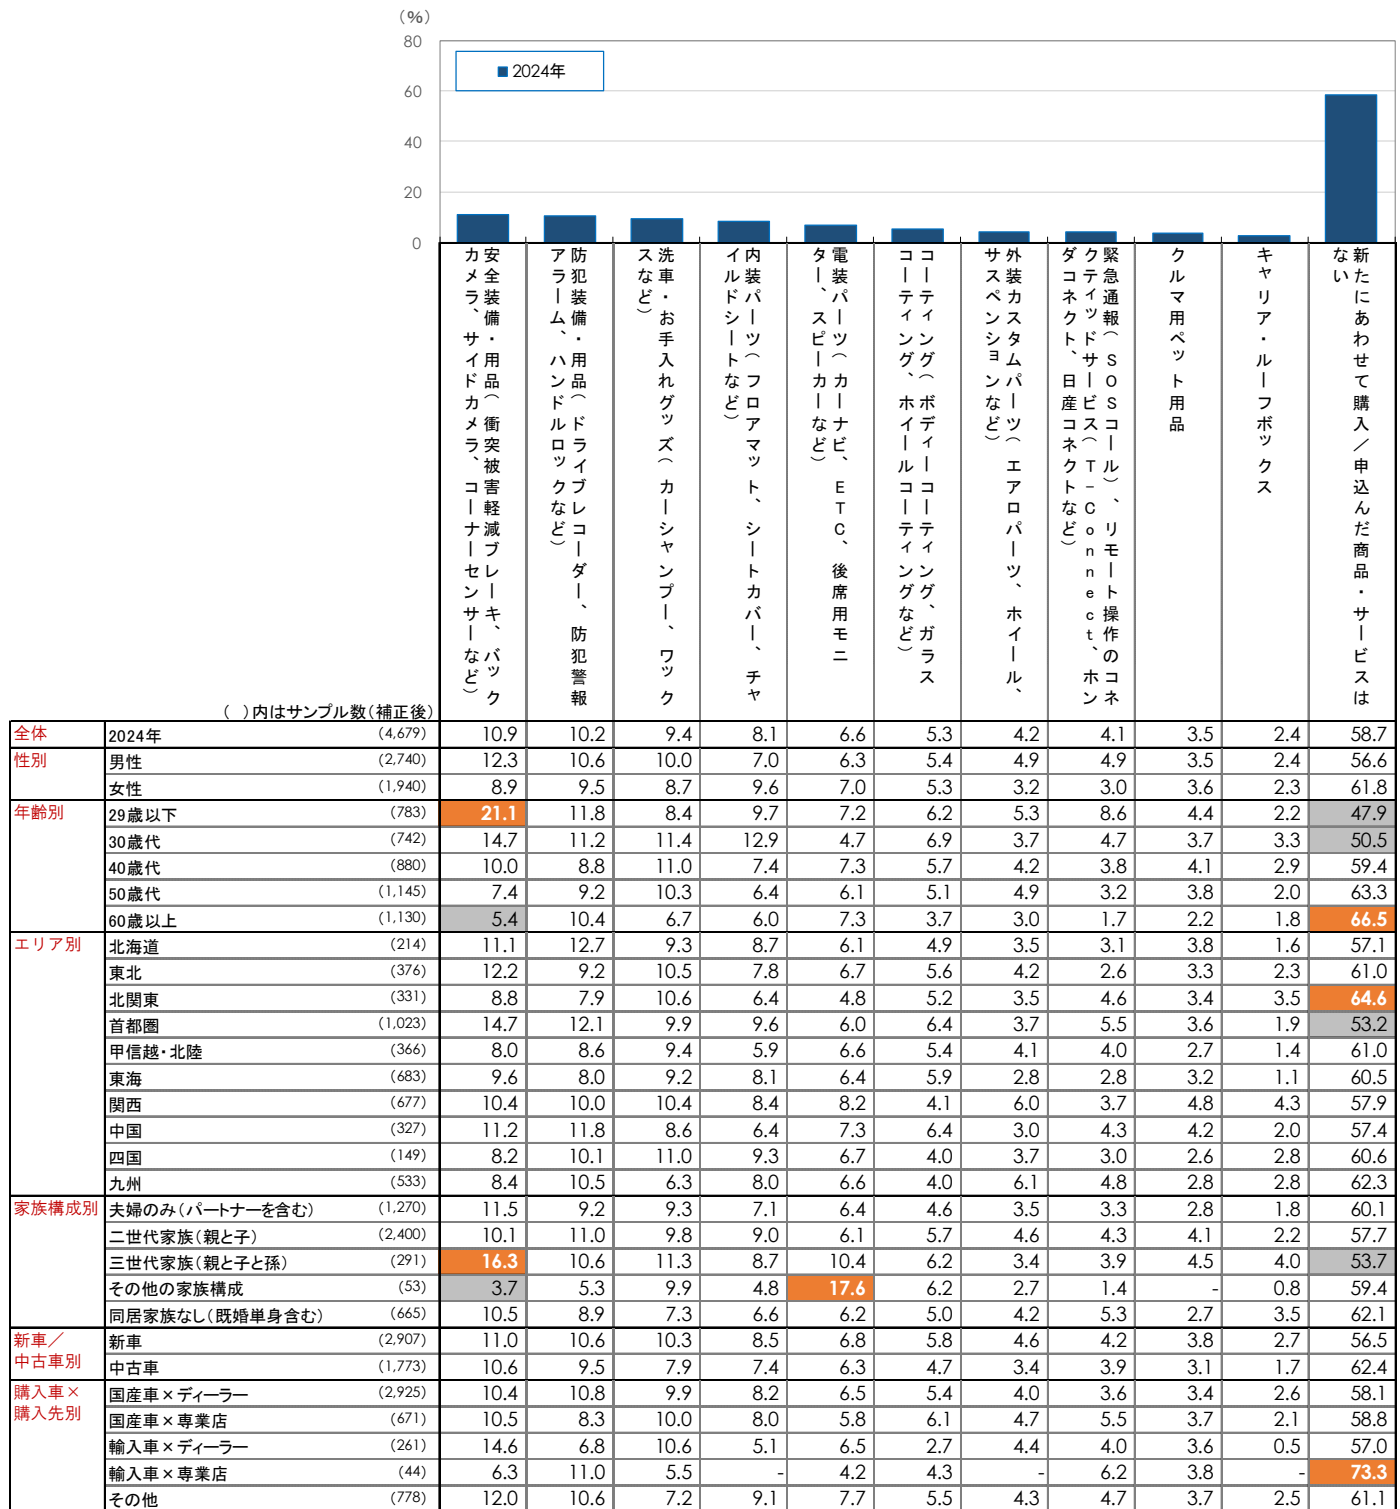 (%)
80
60
40
20
0
2024年
安全装備・用品（衝突被害軽減ブレーキ、バック
カメラ、サイドカメラ、コーナーセンサーなど）
防犯装備・用品（ドライブレコーダー、防犯警報
アラーム、ハンドルロックなど）
洗車・お手入れグッズ（カーシャンプー、ワック
スなど）
内装パーツ（フロアマット、シートカバー、チャ
イルドシートなど）
電装パーツ（カーナビ、ETC、後席用モニ
ター、スピーカーなど）
コーティング（ボディーコーティング、ガラス
コーティング、ホイールコーティングなど）
外装カスタムパーツ（エアロパーツ、ホイール、
サスペンションなど）
緊急通報（SOSコール）、リモート操作のコネ
クティッドサービス（T-Connect、ホン
ダコネクト、日産コネクトなど）
クルマ用ペット用品
キャリア・ルーフボックス
新たにあわせて購入／申込んだ商品・サービスは
ない
( )内はサンプル数(補正後)
全体 2024年 (4,679) 10.9 10.2 9.4 8.1 6.6 5.3 4.2 4.1 3.5 2.4 58.7
性別 男性 (2,740) 12.3 10.6 10.0 7.0 6.3 5.4 4.9 4.9 3.5 2.4 56.6
女性 (1,940) 8.9 9.5 8.7 9.6 7.0 5.3 3.2 3.0 3.6 2.3 61.8
年齢別 29歳以下 (783) 21.1 11.8 8.4 9.7 7.2 6.2 5.3 8.6 4.4 2.2 47.9
30歳代 (742) 14.7 11.2 11.4 12.9 4.7 6.9 3.7 4.7 3.7 3.3 50.5
40歳代 (880) 10.0 8.8 11.0 7.4 7.3 5.7 4.2 3.8 4.1 2.9 59.4
50歳代 (1,145) 7.4 9.2 10.3 6.4 6.1 5.1 4.9 3.2 3.8 2.0 63.3
60歳以上 (1,130) 5.4 10.4 6.7 6.0 7.3 3.7 3.0 1.7 2.2 1.8 66.5
エリア別 北海道 (214) 11.1 12.7 9.3 8.7 6.1 4.9 3.5 3.1 3.8 1.6 57.1
東北 (376) 12.2 9.2 10.5 7.8 6.7 5.6 4.2 2.6 3.3 2.3 61.0
北関東 (331) 8.8 7.9 10.6 6.4 4.8 5.2 3.5 4.6 3.4 3.5 64.6
首都圏 (1,023) 14.7 12.1 9.9 9.6 6.0 6.4 3.7 5.5 3.6 1.9 53.2
甲信越・北陸 (366) 8.0 8.6 9.4 5.9 6.6 5.4 4.1 4.0 2.7 1.4 61.0
東海 (683) 9.6 8.0 9.2 8.1 6.4 5.9 2.8 2.8 3.2 1.1 60.5
関西 (677) 10.4 10.0 10.4 8.4 8.2 4.1 6.0 3.7 4.8 4.3 57.9
中国 (327) 11.2 11.8 8.6 6.4 7.3 6.4 3.0 4.3 4.2 2.0 57.4
四国 (149) 8.2 10.1 11.0 9.3 6.7 4.0 3.7 3.0 2.6 2.8 60.6
九州 (533) 8.4 10.5 6.3 8.0 6.6 4.0 6.1 4.8 2.8 2.8 62.3
家族構成別 夫婦のみ(パートナーを含む) (1,270) 11.5 9.2 9.3 7.1 6.4 4.6 3.5 3.3 2.8 1.8 60.1
二世代家族(親と子) (2,400) 10.1 11.0 9.8 9.0 6.1 5.7 4.6 4.3 4.1 2.2 57.7
三世代家族(親と子と孫) (291) 16.3 10.6 11.3 8.7 10.4 6.2 3.4 3.9 4.5 4.0 53.7
その他の家族構成 (53) 3.7 5.3 9.9 4.8 17.6 6.2 2.7 1.4 - 0.8 59.4
同居家族なし(既婚単身含む) (665) 10.5 8.9 7.3 6.6 6.2 5.0 4.2 5.3 2.7 3.5 62.1
新車／ 新車 (2,907) 11.0 10.6 10.3 8.5 6.8 5.8 4.6 4.2 3.8 2.7 56.5
中古車別 中古車 (1,773) 10.6 9.5 7.9 7.4 6.3 4.7 3.4 3.9 3.1 1.7 62.4
購入車× 国産車×ディーラー (2,925) 10.4 10.8 9.9 8.2 6.5 5.4 4.0 3.6 3.4 2.6 58.1
購入先別 国産車×専業店 (671) 10.5 8.3 10.0 8.0 5.8 6.1 4.7 5.5 3.7 2.1 58.8
輸入車×ディーラー (261) 14.6 6.8 10.6 5.1 6.5 2.7 4.4 4.0 3.6 0.5 57.0
輸入車×専業店 (44) 6.3 11.0 5.5 - 4.2 4.3 - 6.2 3.8 - 73.3
その他 (778) 12.0 10.6 7.2 9.1 7.7 5.5 4.3 4.7 3.7 2.5 61.1